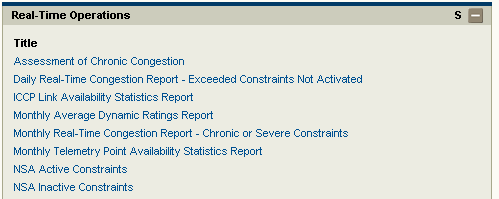 Real-Time Operations S
Title
Assessment of Chronic Congestion
Daily Real-Time Congestion Report - Exceeded Constraints Not Activated
ICCP Link Availability Statistics Report
Monthly Average Dynamic Ratings Report
Monthly Real-Time Congestion Report - Chronic or Severe Constraints
Monthly Telemetry Point Availability Statistics Report
NSA Active Constraints
NSA Inactive Constraints